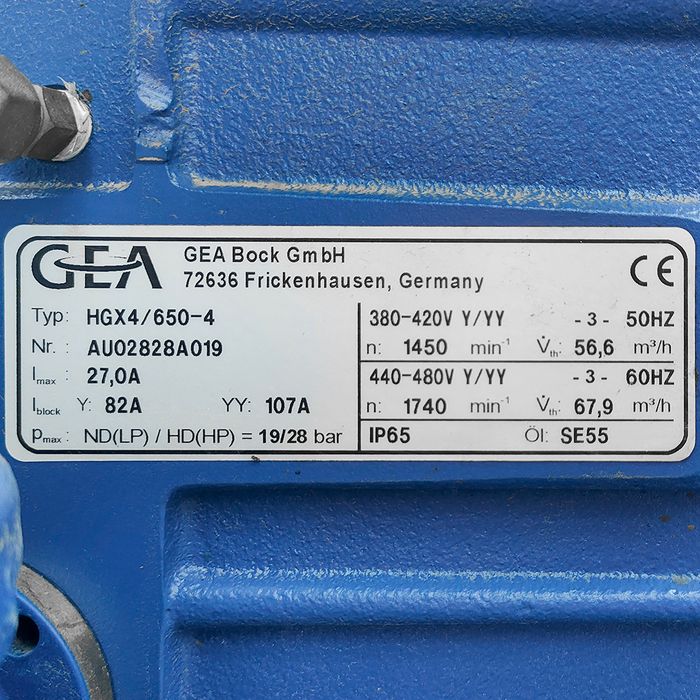 GEA
GEA Bock GmbH
72636 Frickenhausen, Germany
CE
Typ: HGX4/650-4
Nr.: AU02828A019
Imax: 27,0A
Iblock Y: 82A YY: 107A
pmax: ND(LP) / HD(HP) = 19/28 bar
380-420V Y/YY -3- 50HZ
n: 1450 min⁻¹ V̇th: 56,6 m³/h
440-480V Y/YY -3- 60HZ
n: 1740 min⁻¹ V̇th: 67,9 m³/h
IP65 Öl: SE55